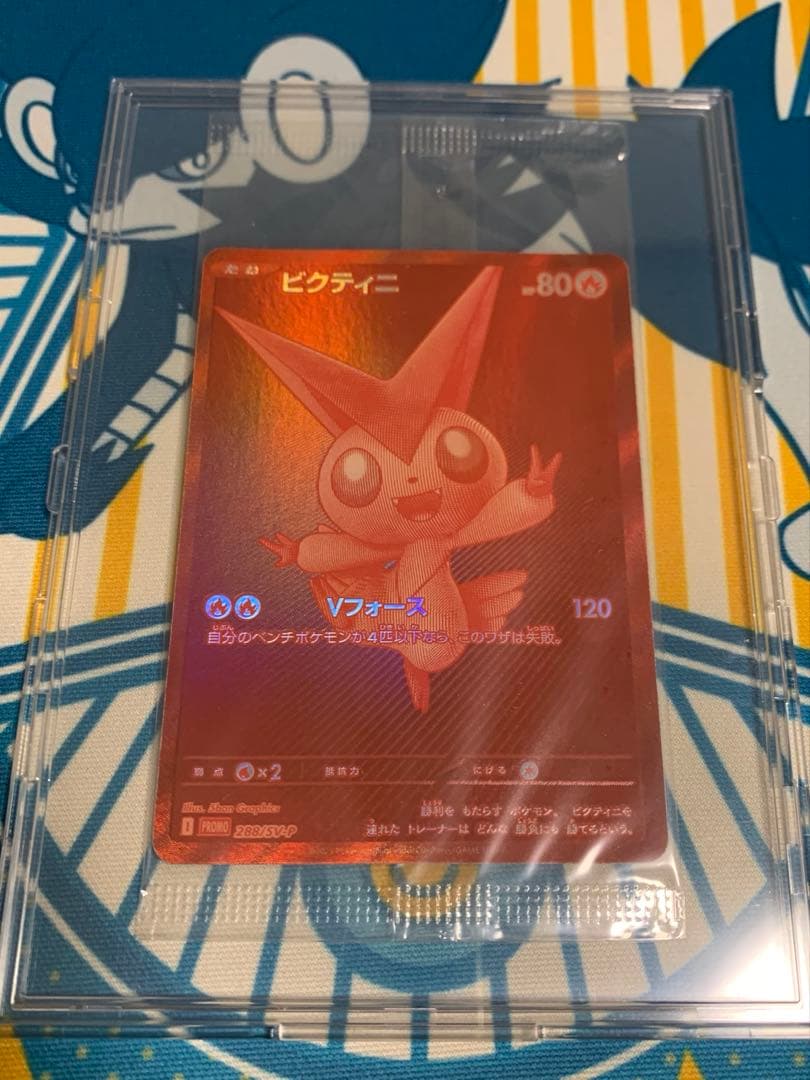 たね ビクティニ HP80
Vフォース 120
自分のベンチポケモンが4匹以下なら、このワザは失敗。
弱点 ×2 抵抗力 にげる
Illus. Shan Graphics
勝利を もたらす ポケモン。 ビクティニを
I PROMO 288/SV-P 連れた トレーナーは どんな 勝負にも 勝てるという。